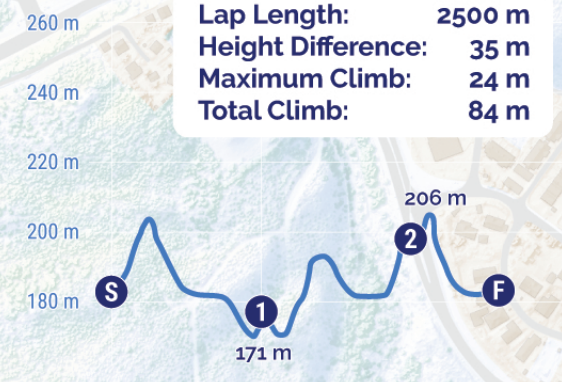 Lap Length: 2500 m
Height Difference: 35 m
Maximum Climb: 24 m
Total Climb: 84 m
260 m
240 m
220 m
200 m
180 m
206 m
S
1
2
F
171 m